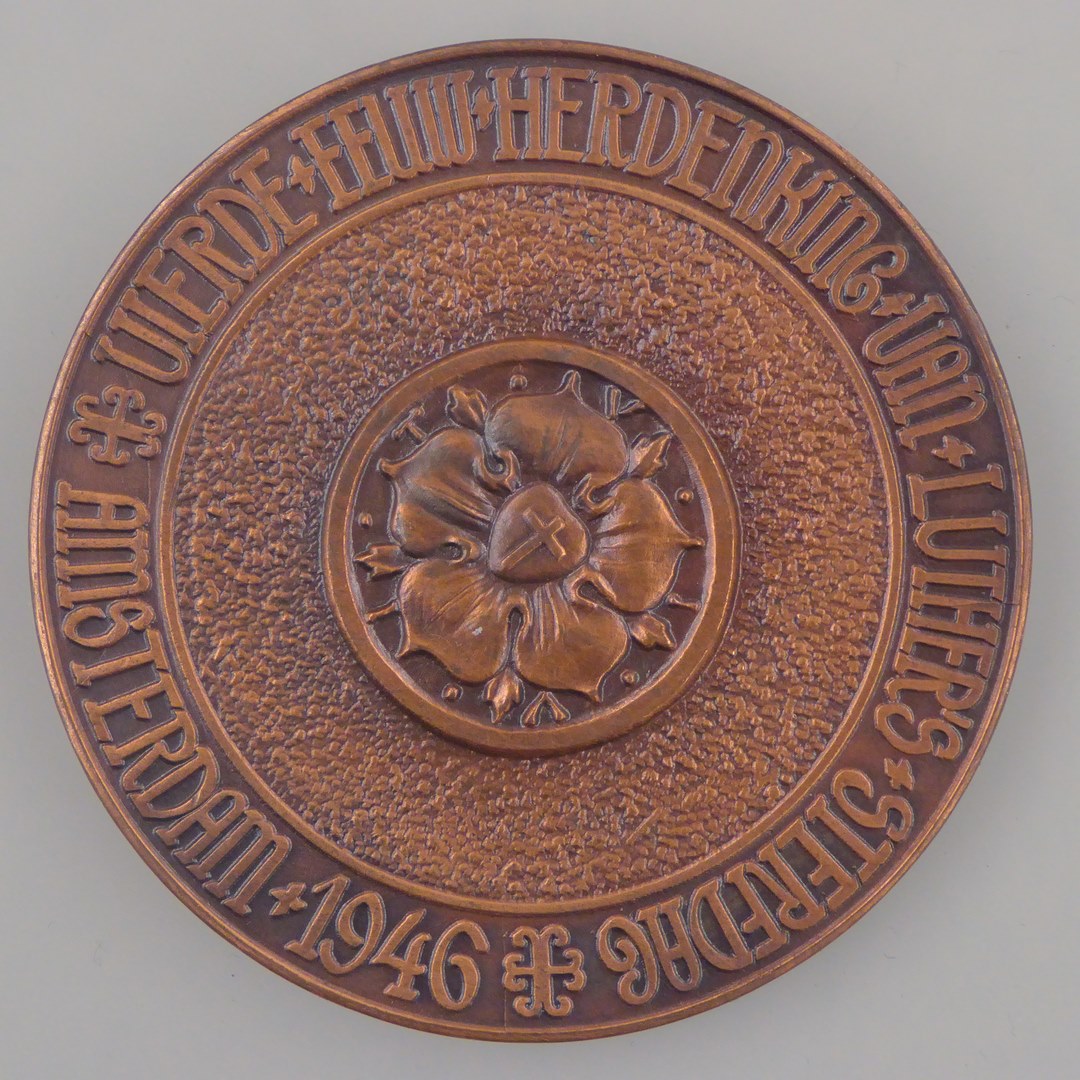 VIERDE + EEUW + HERDENKING + VAN + LUTHER'S + STERFDAG
AMSTERDAM + 1946
V · I · V · I · T ·